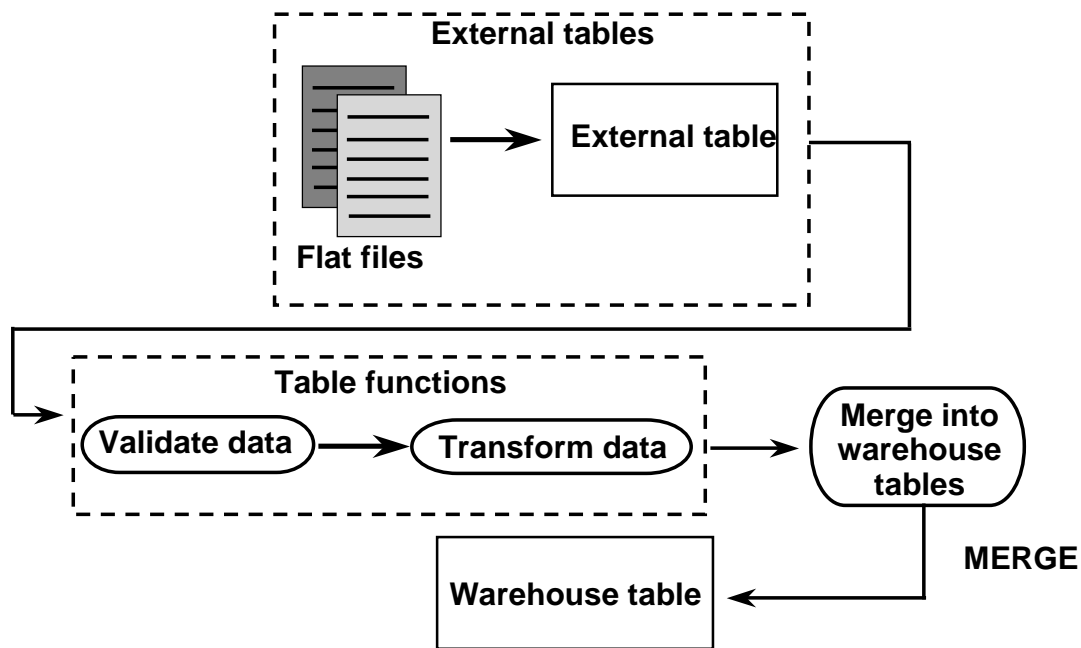 External tables
External table
Flat files
Table functions
Validate data
Transform data
Merge into
warehouse
tables
MERGE
Warehouse table